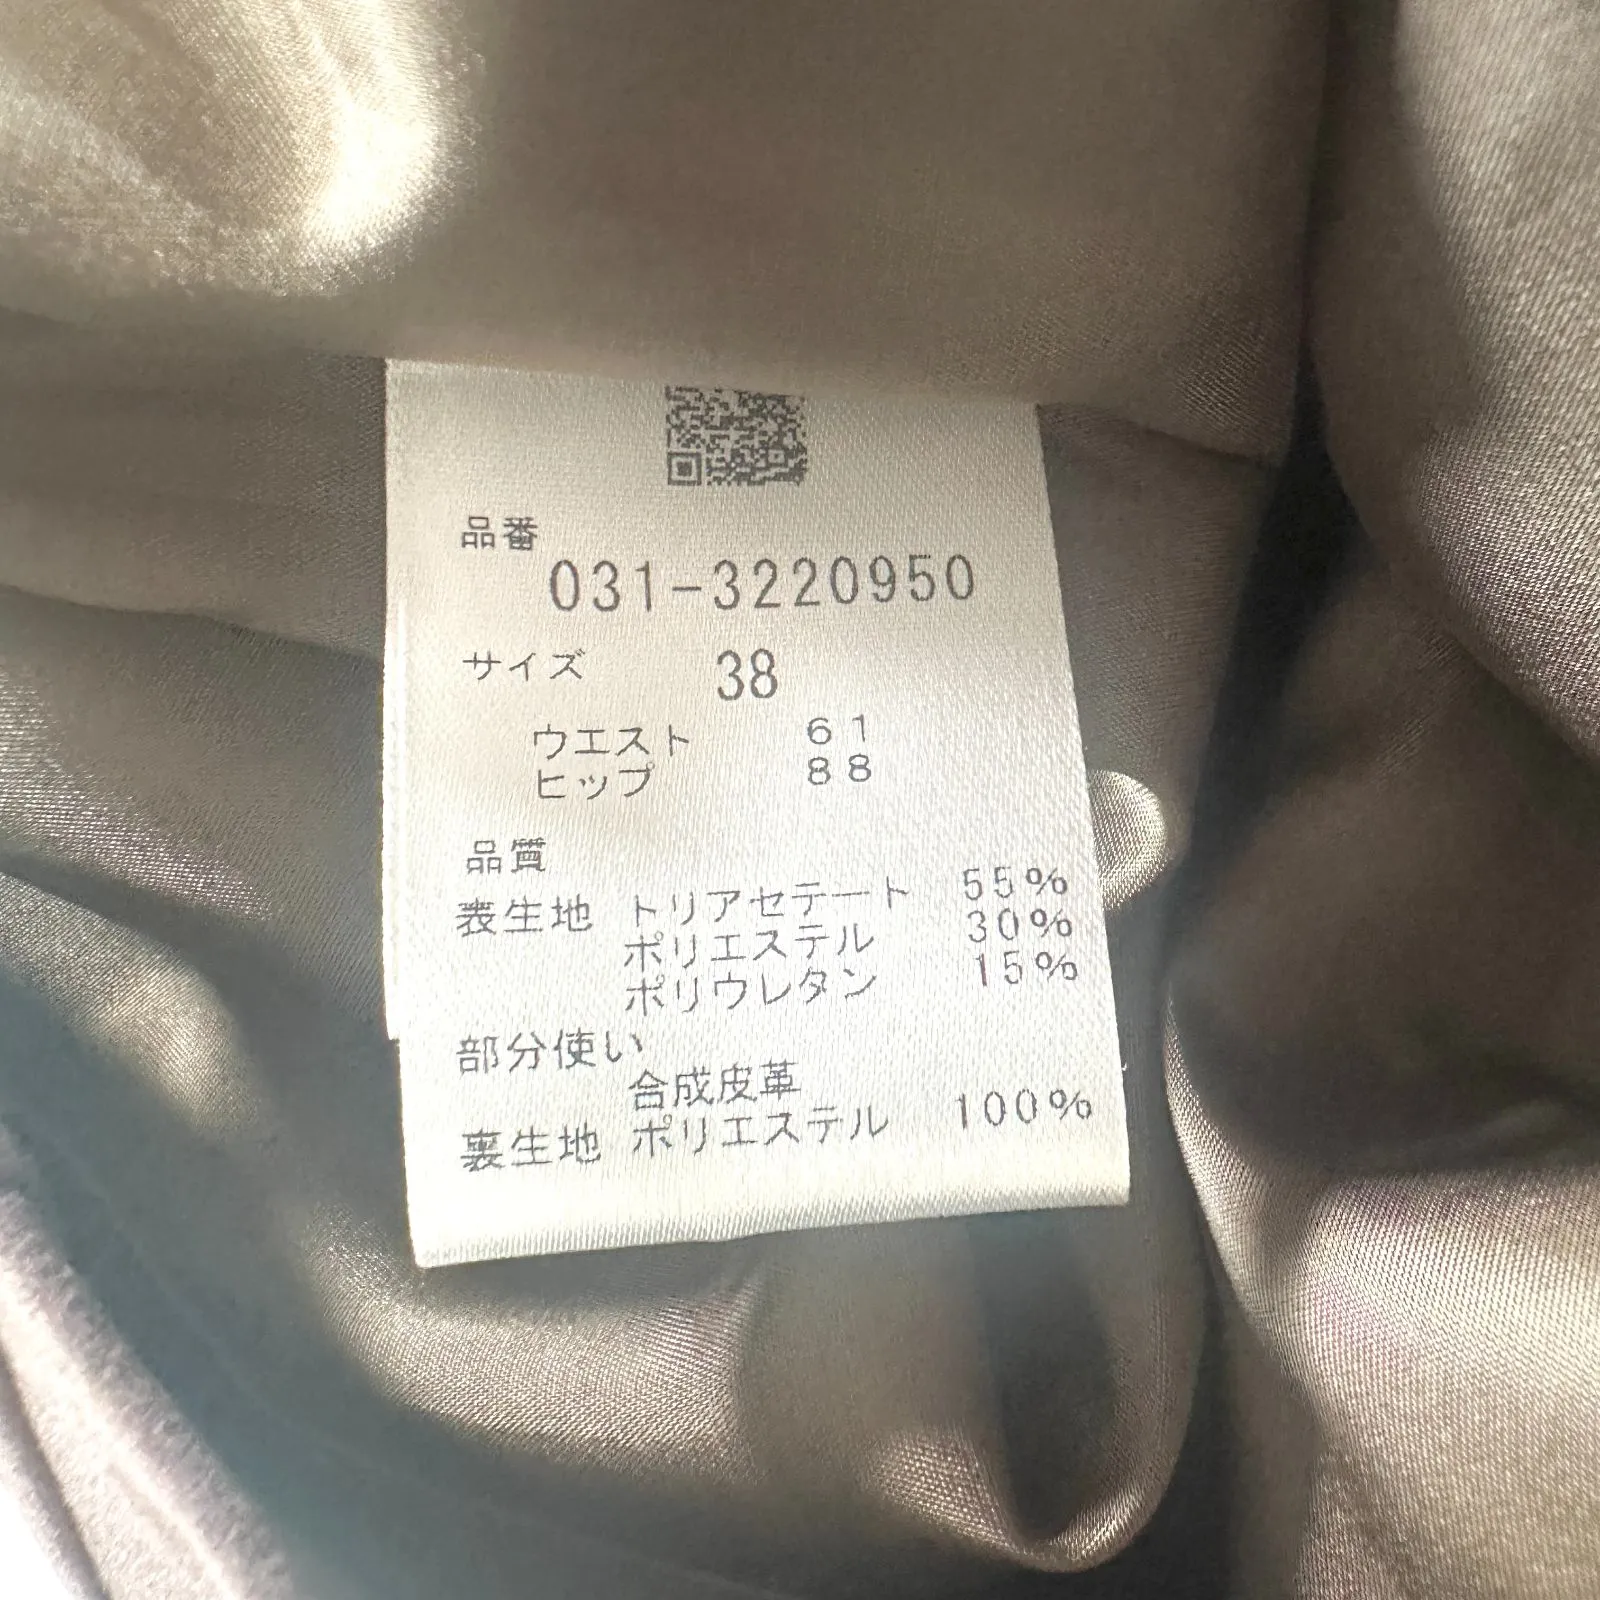 品番
031-3220950
サイズ 38
ウエスト 61
ヒップ 88
品質
表生地 トリアセテート 55%
ポリエステル 30%
ポリウレタン 15%
部分使い
合成皮革
裏生地 ポリエステル 100%